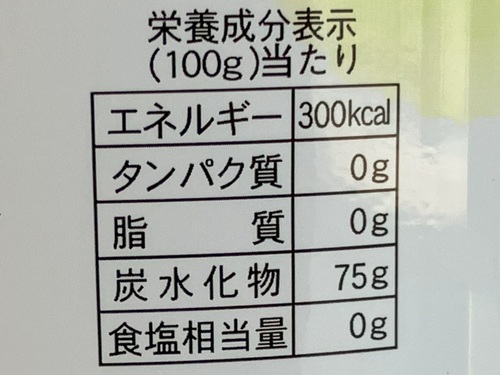 栄養成分表示
(100g)当たり
エネルギー 300kcal
タンパク質 0g
脂質 0g
炭水化物 75g
食塩相当量 0g